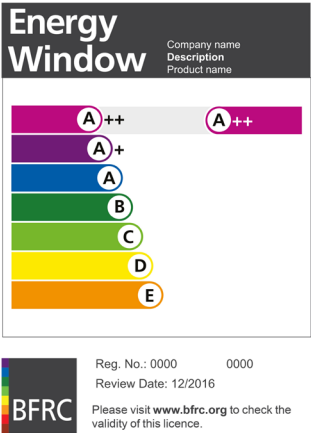 Energy
Window
Company name
Description
Product name
A++ A++
A+
A
B
C
D
E
Reg. No.: 0000 0000
Review Date: 12/2016
BFRC
Please visit www.bfrc.org to check the
validity of this licence.